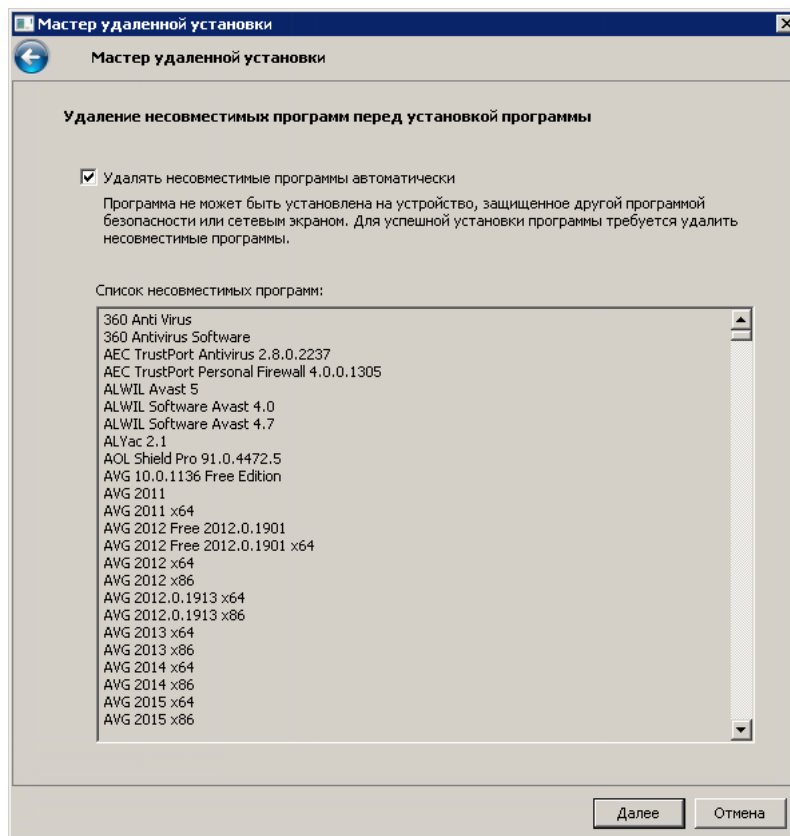 Мастер удаленной установки
Мастер удаленной установки
Удаление несовместимых программ перед установкой программы
Удалять несовместимые программы автоматически
Программа не может быть установлена на устройство, защищенное другой программой
безопасности или сетевым экраном. Для успешной установки программы требуется удалить
несовместимые программы.
Список несовместимых программ:
360 Anti Virus
360 Antivirus Software
AEC TrustPort Antivirus 2.8.0.2237
AEC TrustPort Personal Firewall 4.0.0.1305
ALWIL Avast 5
ALWIL Software Avast 4.0
ALWIL Software Avast 4.7
ALYac 2.1
AOL Shield Pro 91.0.4472.5
AVG 10.0.1136 Free Edition
AVG 2011
AVG 2011 x64
AVG 2012 Free 2012.0.1901
AVG 2012 Free 2012.0.1901 x64
AVG 2012 x64
AVG 2012 x86
AVG 2012.0.1913 x64
AVG 2012.0.1913 x86
AVG 2013 x64
AVG 2013 x86
AVG 2014 x64
AVG 2014 x86
AVG 2015 x64
AVG 2015 x86
Далее
Отмена